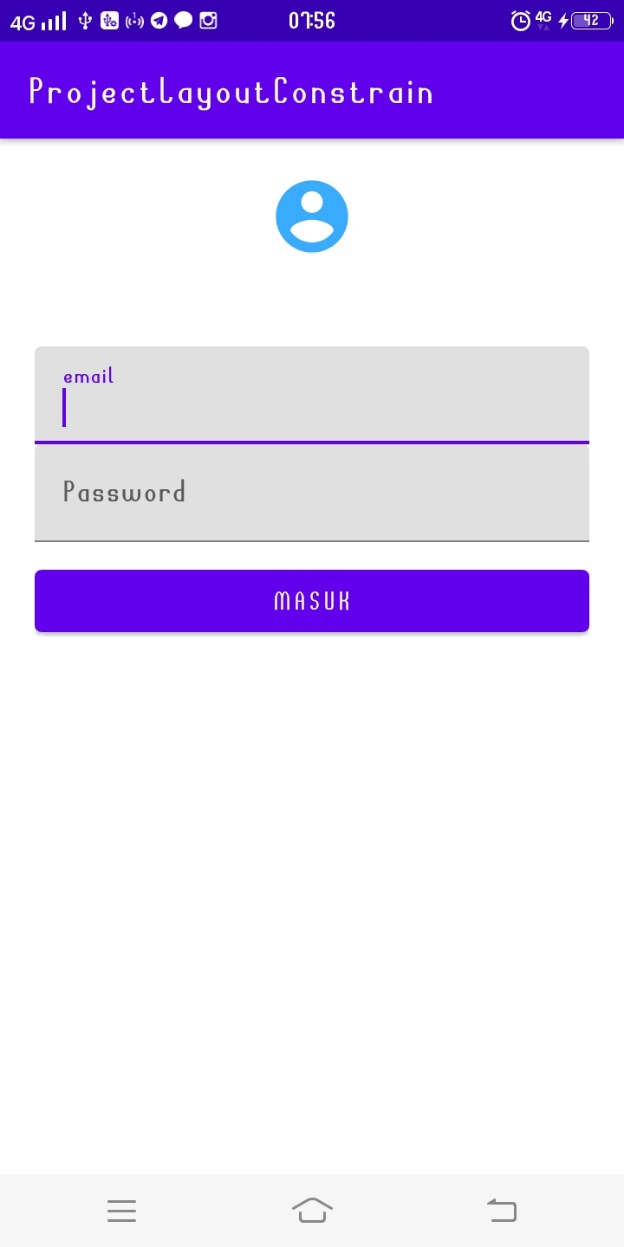 4G 07:56 4G 42
ProjectLayoutConstrain
email
Password
MASUK